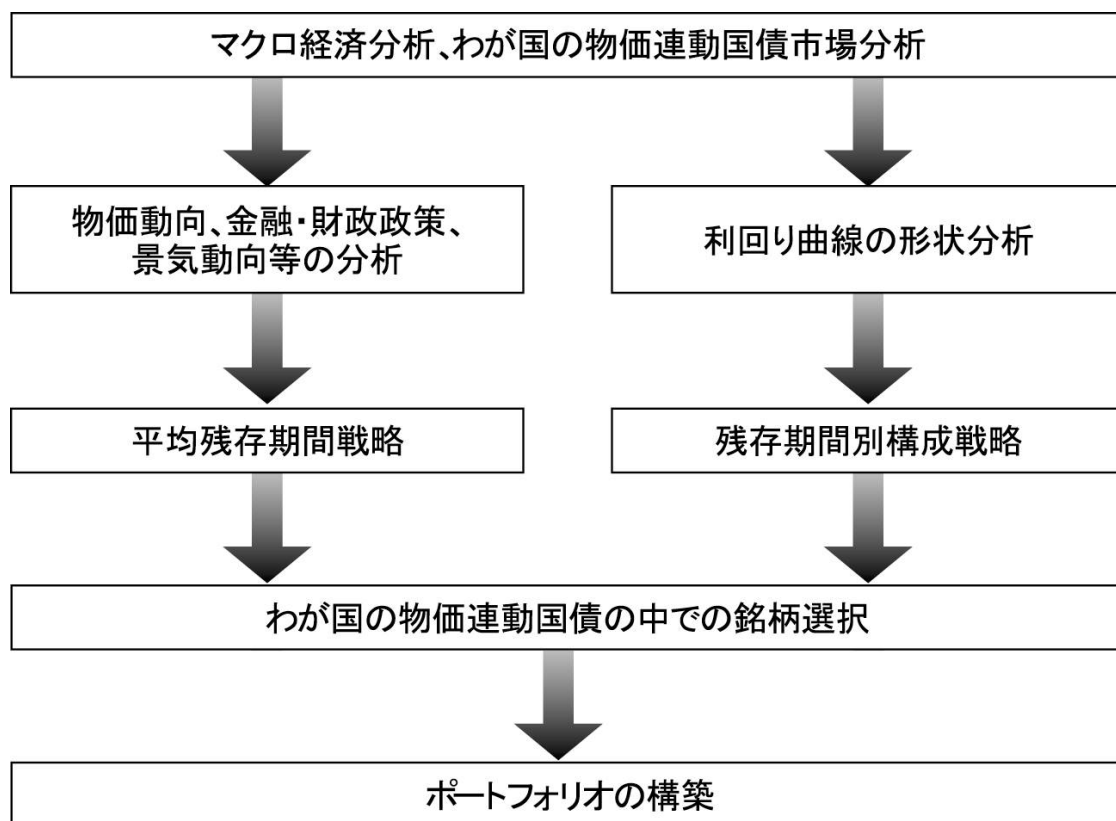 マクロ経済分析、わが国の物価連動国債市場分析
物価動向、金融・財政政策、
景気動向等の分析
利回り曲線の形状分析
平均残存期間戦略
残存期間別構成戦略
わが国の物価連動国債の中での銘柄選択
ポートフォリオの構築